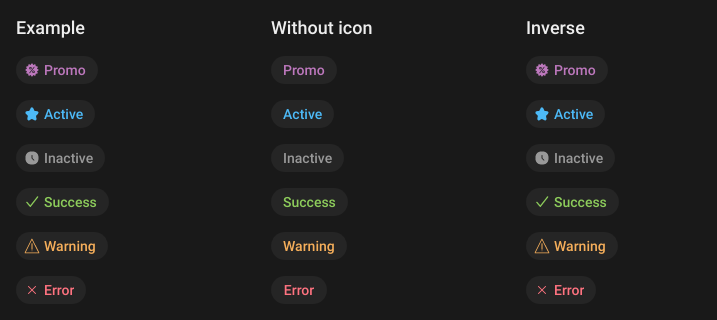 Example Without icon Inverse
Promo Promo Promo
Active Active Active
Inactive Inactive Inactive
Success Success Success
Warning Warning Warning
Error Error Error